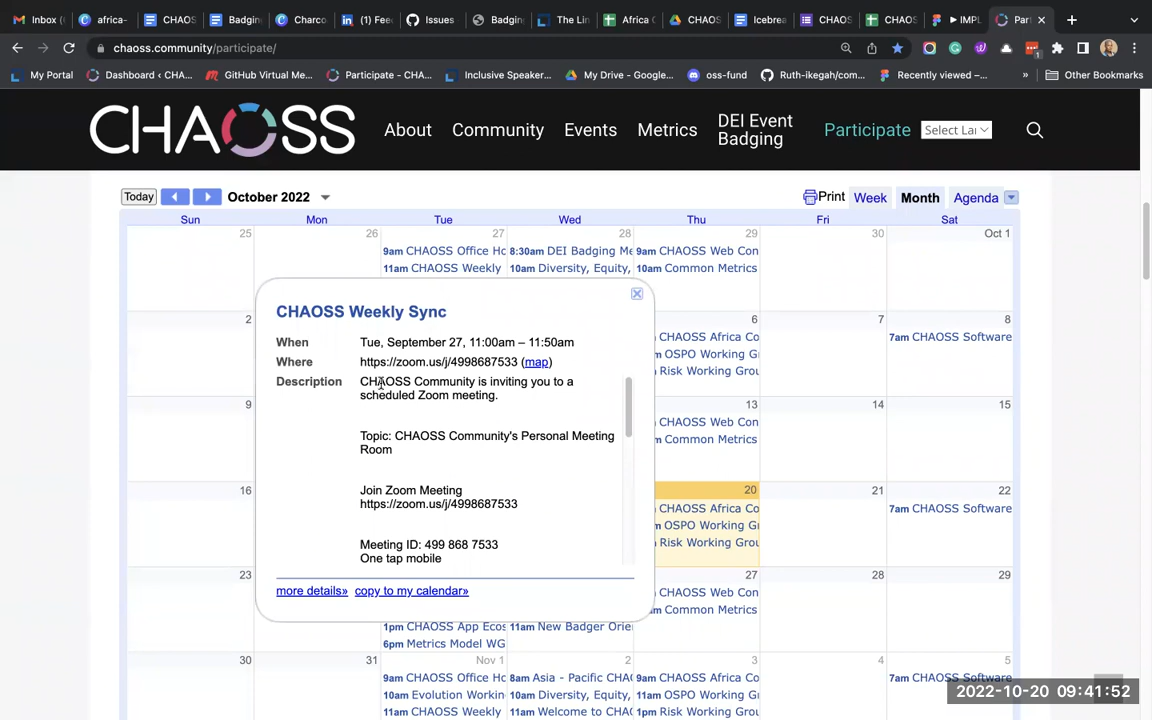 Inbox (
africa-
CHAOS
Badging
Charco
(1) Fee
Issues
Badging
The Lin
Africa C
CHAOS
Icebrea
CHAOS
CHAOS
IMPL
Part
chaoss.community/participate/
My Portal
Dashboard < CHA...
GitHub Virtual Me...
Participate - CHA...
Inclusive Speaker...
My Drive - Google...
oss-fund
Ruth-ikegah/com...
Recently viewed –...
»
Other Bookmarks
CHAOSS
About
Community
Events
Metrics
DEI Event
Badging
Participate
Select La
Today
October 2022
Print
Week
Month
Agenda
Sun Mon Tue Wed Thu Fri Sat
25 26 27 28 29 30 Oct 1
9am CHAOSS Office Ho 8:30am DEI Badging Me 9am CHAOSS Web Con
11am CHAOSS Weekly 10am Diversity, Equity, 10am Common Metrics
CHAOSS Weekly Sync
When Tue, September 27, 11:00am – 11:50am
Where https://zoom.us/j/4998687533 (map)
Description CHAOSS Community is inviting you to a
scheduled Zoom meeting.
Topic: CHAOSS Community's Personal Meeting
Room
Join Zoom Meeting
https://zoom.us/j/4998687533
Meeting ID: 499 868 7533
One tap mobile
more details» copy to my calendar»
2 6 7 8
CHAOSS Africa Co 7am CHAOSS Software
OSPO Working G
Risk Working Grou
9 13 14 15
CHAOSS Web Con
Common Metrics
16 20 21 22
CHAOSS Africa Co 7am CHAOSS Software
OSPO Working G
Risk Working Grou
23 27 28 29
CHAOSS Web Con
m Common Metrics
1pm CHAOSS App Ecos 11am New Badger Orie
6pm Metrics Model WG
30 31 Nov 1 2 3 4 5
9am CHAOSS Office Ho 8am Asia - Pacific CHA 9am CHAOSS Africa Co 7am CHAOSS Softwa
10am Evolution Workin 10am Diversity, Equity, 11am OSPO Working G
11am CHAOSS Weekly 11am Welcome to CHAO 1pm Risk Working Grou
2022-10-20 09:41:52